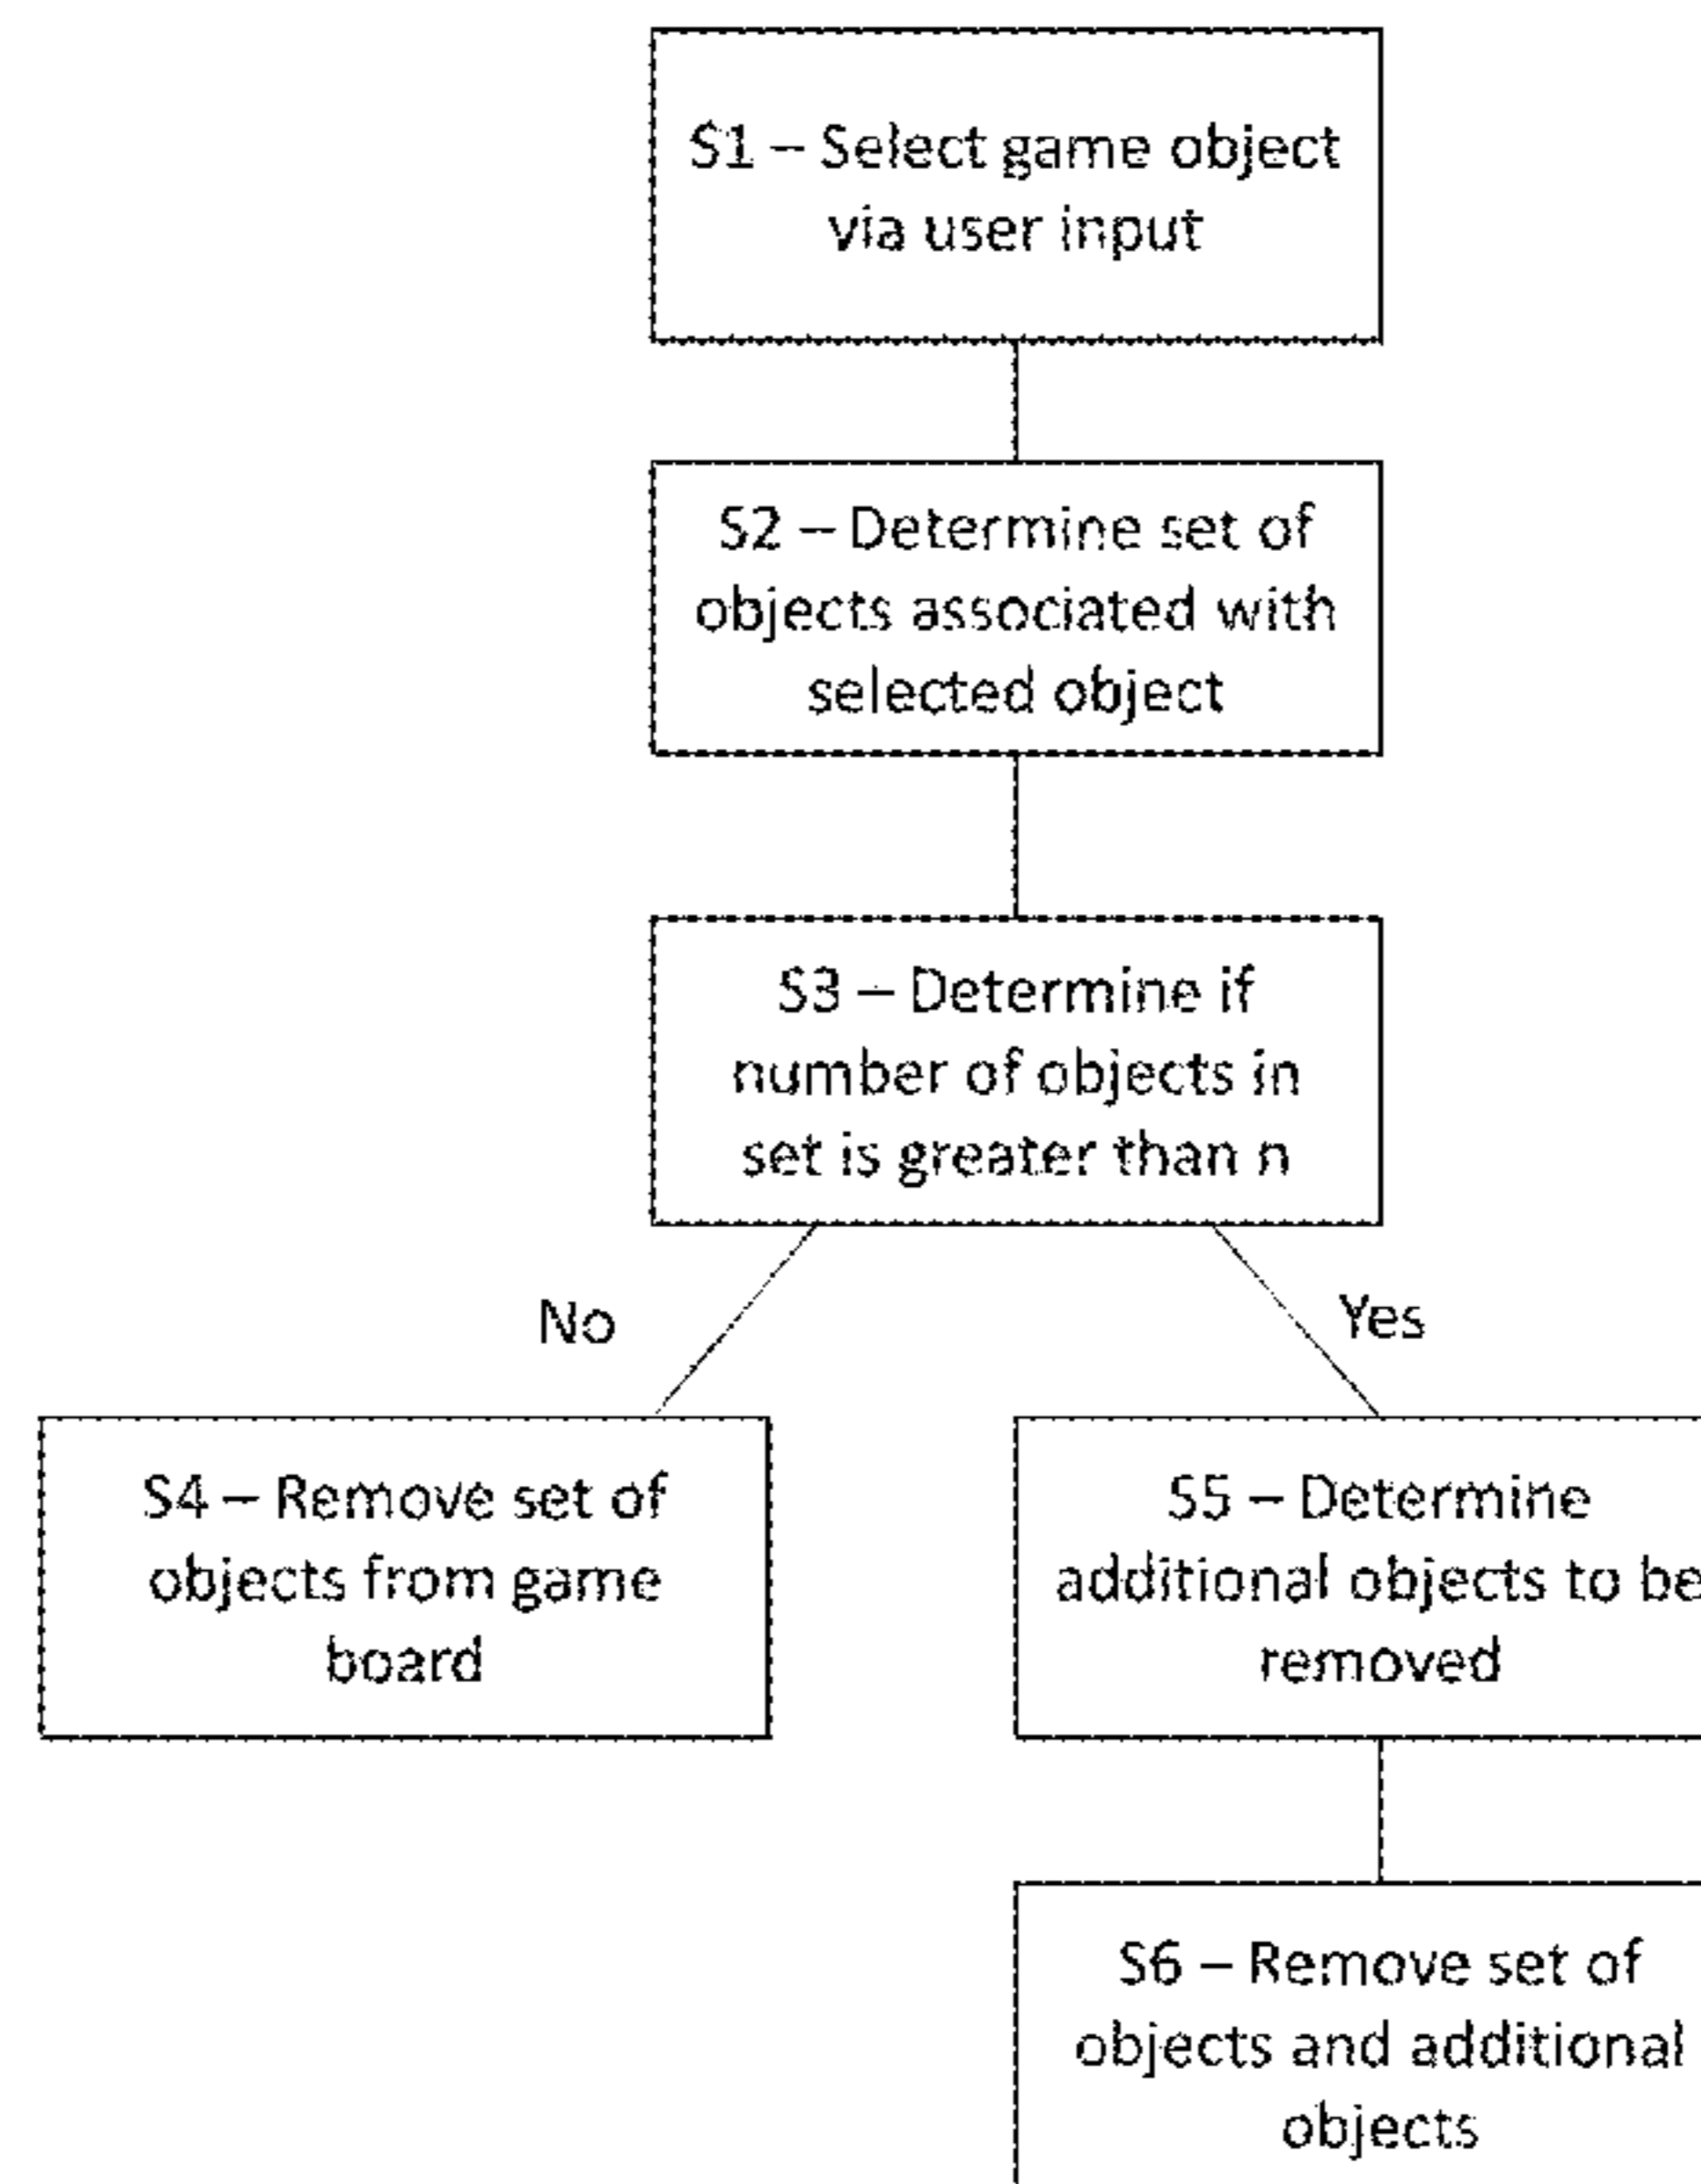 S1 – Select game object
via user input
S2 – Determine set of
objects associated with
selected object
S3 – Determine if
number of objects in
set is greater than n
No
Yes
S4 – Remove set of
objects from game
board
S5 – Determine
additional objects to be
removed
S6 – Remove set of
objects and additional
objects